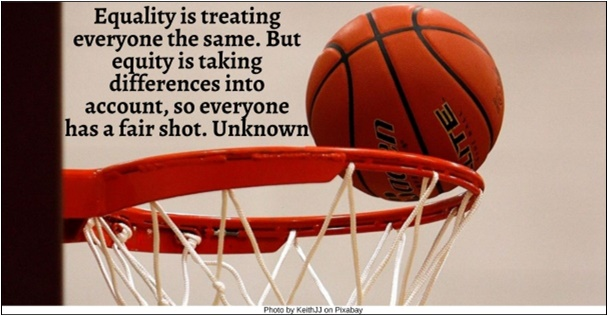 Equality is treating
everyone the same. But
equity is taking
differences into
account, so everyone
has a fair shot. Unknown
ELITE
Photo by KeithJJ on Pixabay